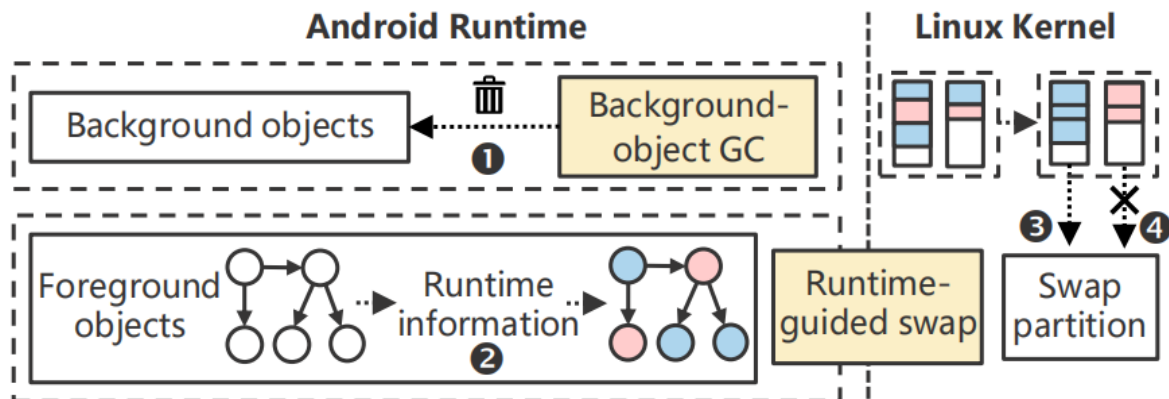 Android Runtime
Linux Kernel
Background objects
❶
Background-
object GC
Foreground
objects
Runtime
information
❷
Runtime-
guided swap
❸
❹
Swap
partition